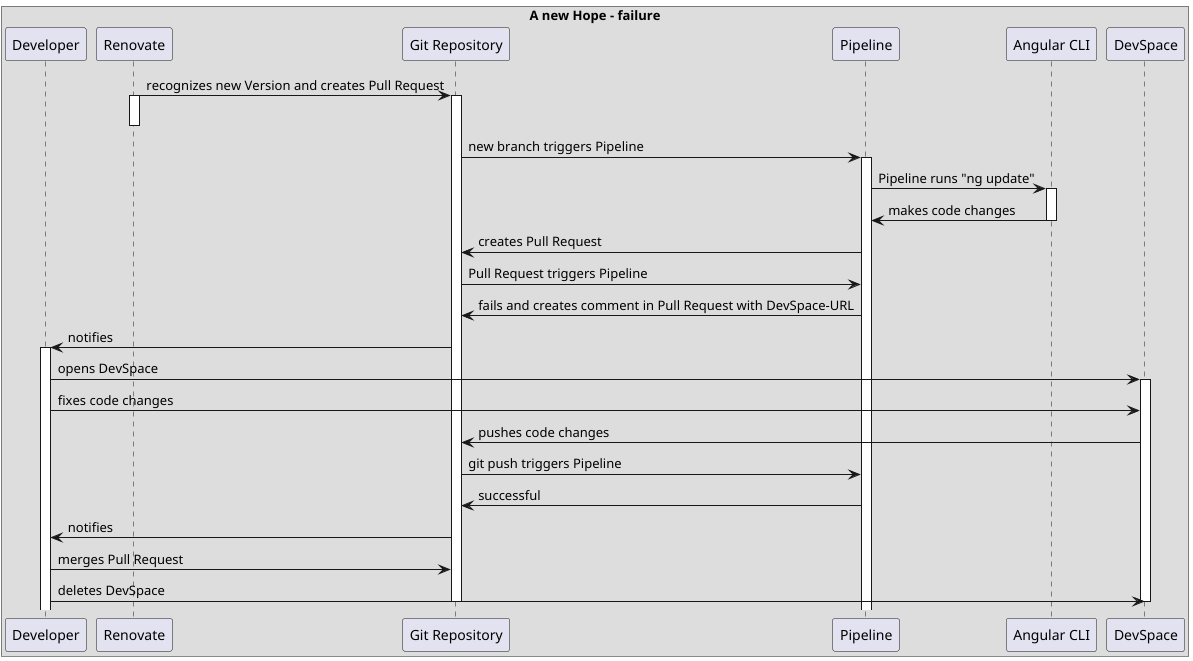 A new Hope - failure
Developer Renovate Git Repository Pipeline Angular CLI DevSpace
recognizes new Version and creates Pull Request
new branch triggers Pipeline
Pipeline runs "ng update"
makes code changes
creates Pull Request
Pull Request triggers Pipeline
fails and creates comment in Pull Request with DevSpace-URL
notifies
opens DevSpace
fixes code changes
pushes code changes
git push triggers Pipeline
successful
notifies
merges Pull Request
deletes DevSpace
Developer Renovate Git Repository Pipeline Angular CLI DevSpace